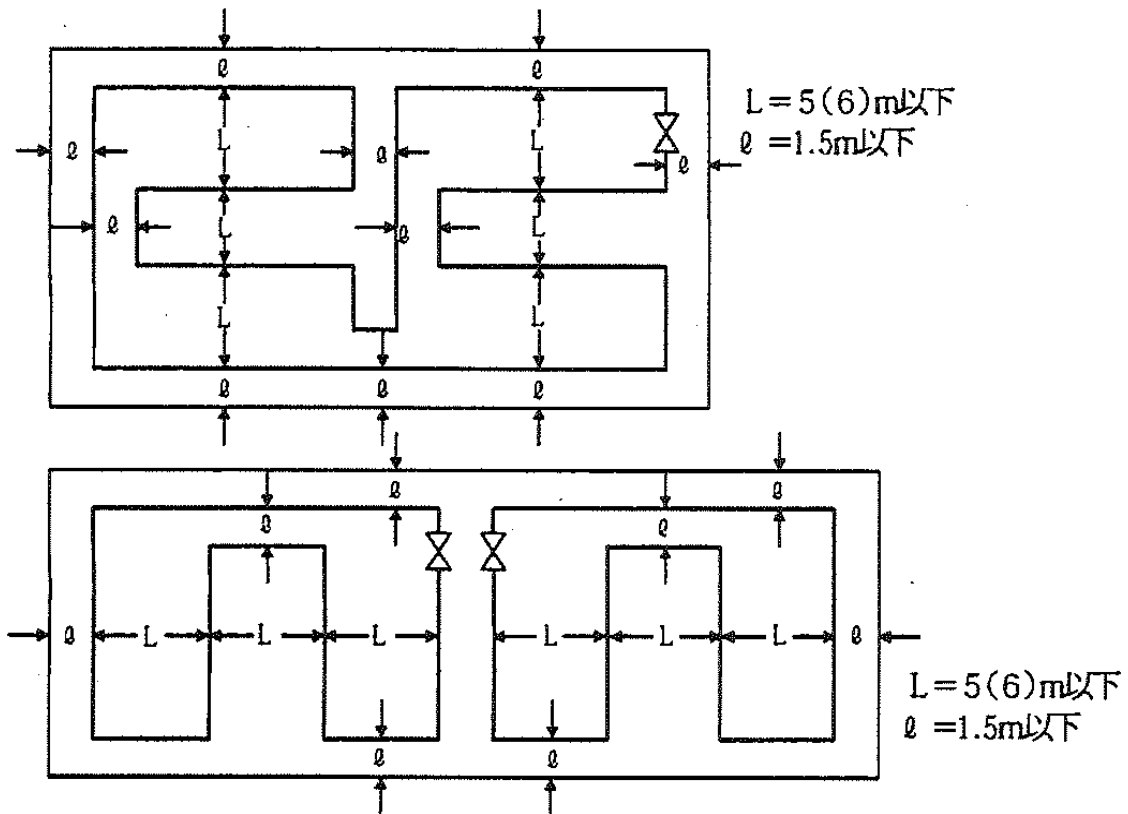 ℓ ℓ
L=5(6)m以下
ℓ L ℓ L ℓ
ℓ=1.5m以下
ℓ L ℓ L
L L
ℓ ℓ ℓ
ℓ ℓ
ℓ ℓ
ℓ L L L L L L ℓ
L=5(6)m以下
ℓ=1.5m以下
ℓ ℓ